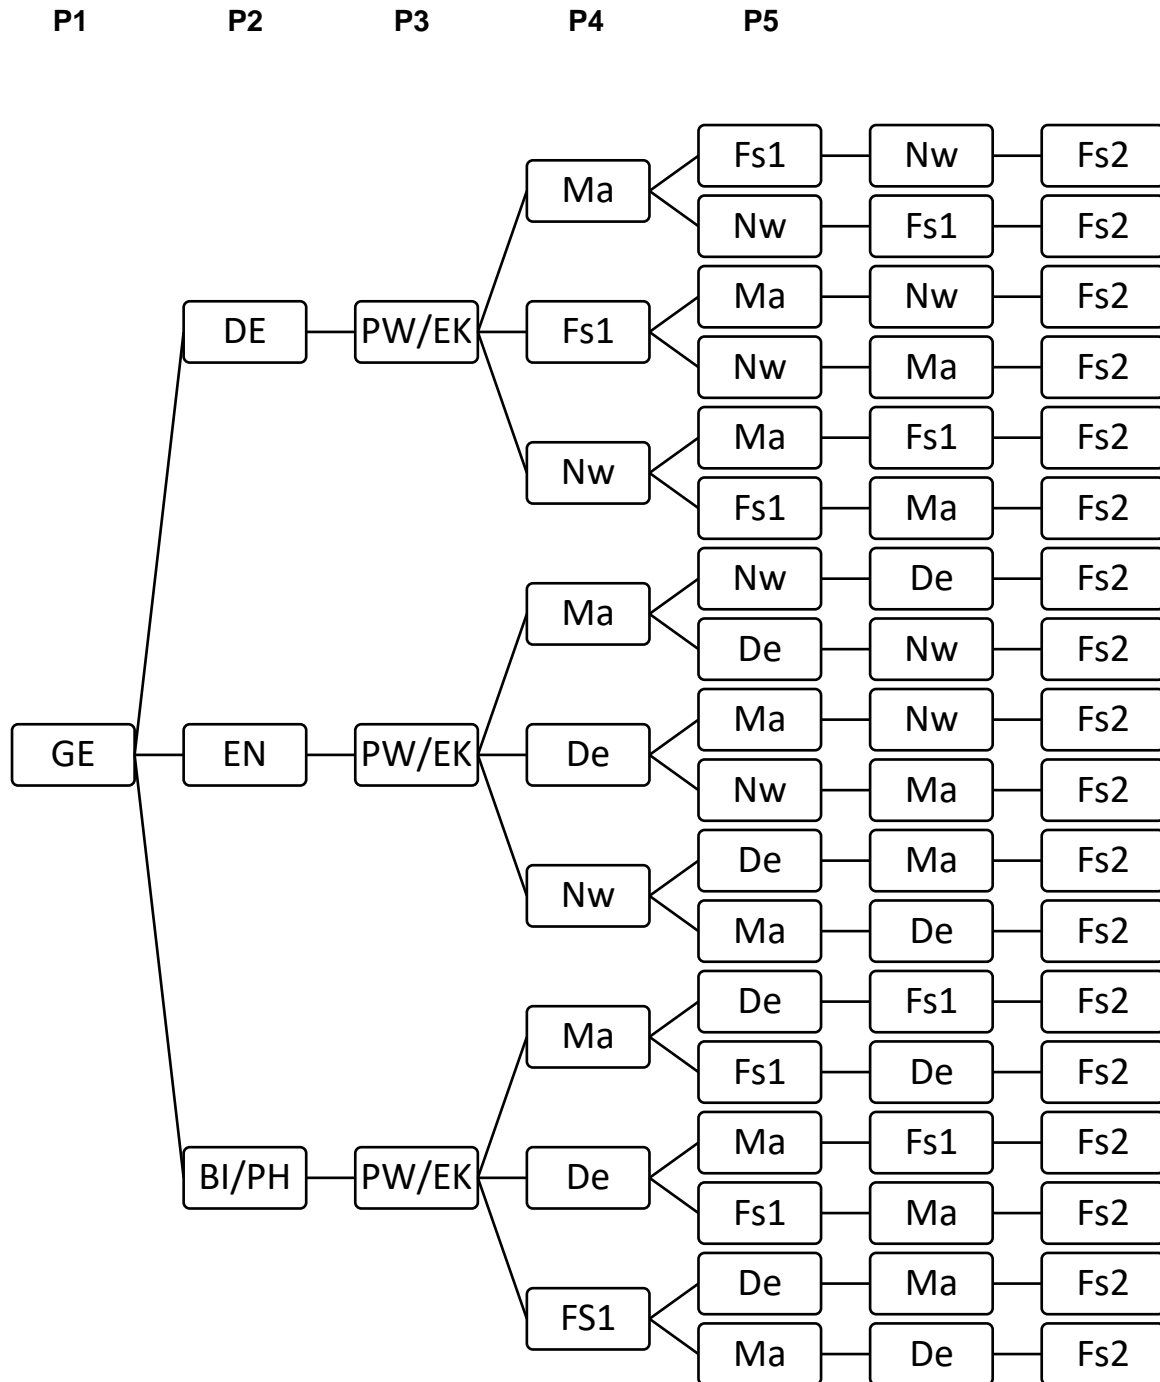 P1 P2 P3 P4 P5
Fs1 Nw Fs2
Ma
Nw Fs1 Fs2
Ma Nw Fs2
DE PW/EK Fs1
Nw Ma Fs2
Ma Fs1 Fs2
Nw
Fs1 Ma Fs2
Nw De Fs2
Ma
De Nw Fs2
Ma Nw Fs2
GE EN PW/EK De
Nw Ma Fs2
De Ma Fs2
Nw
Ma De Fs2
De Fs1 Fs2
Ma
Fs1 De Fs2
Ma Fs1 Fs2
BI/PH PW/EK De
Fs1 Ma Fs2
De Ma Fs2
FS1
Ma De Fs2